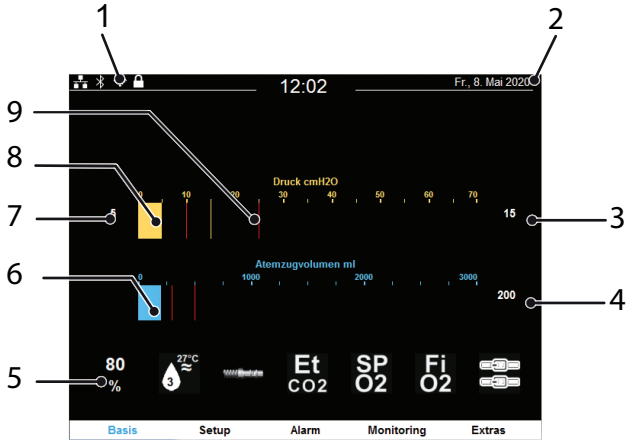 1
2
12:02
Fr., 8. Mai 2020
9
8
Druck cmH2O
0 10 20 30 40 50 60 70
7
5
15
3
6
Atemzugvolumen ml
0 1000 2000 3000
200
4
5
80
%
27°C
3
Et
CO2
SP
O2
Fi
O2
Basis Setup Alarm Monitoring Extras